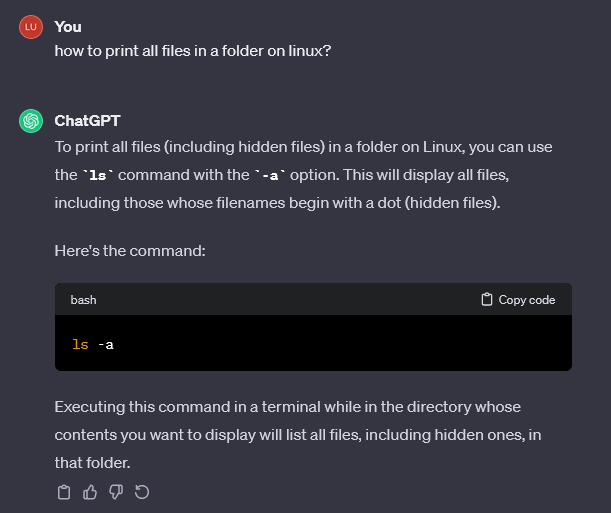 LU You
how to print all files in a folder on linux?
ChatGPT
To print all files (including hidden files) in a folder on Linux, you can use
the `ls` command with the `-a` option. This will display all files,
including those whose filenames begin with a dot (hidden files).
Here's the command:
bash Copy code
ls -a
Executing this command in a terminal while in the directory whose
contents you want to display will list all files, including hidden ones, in
that folder.